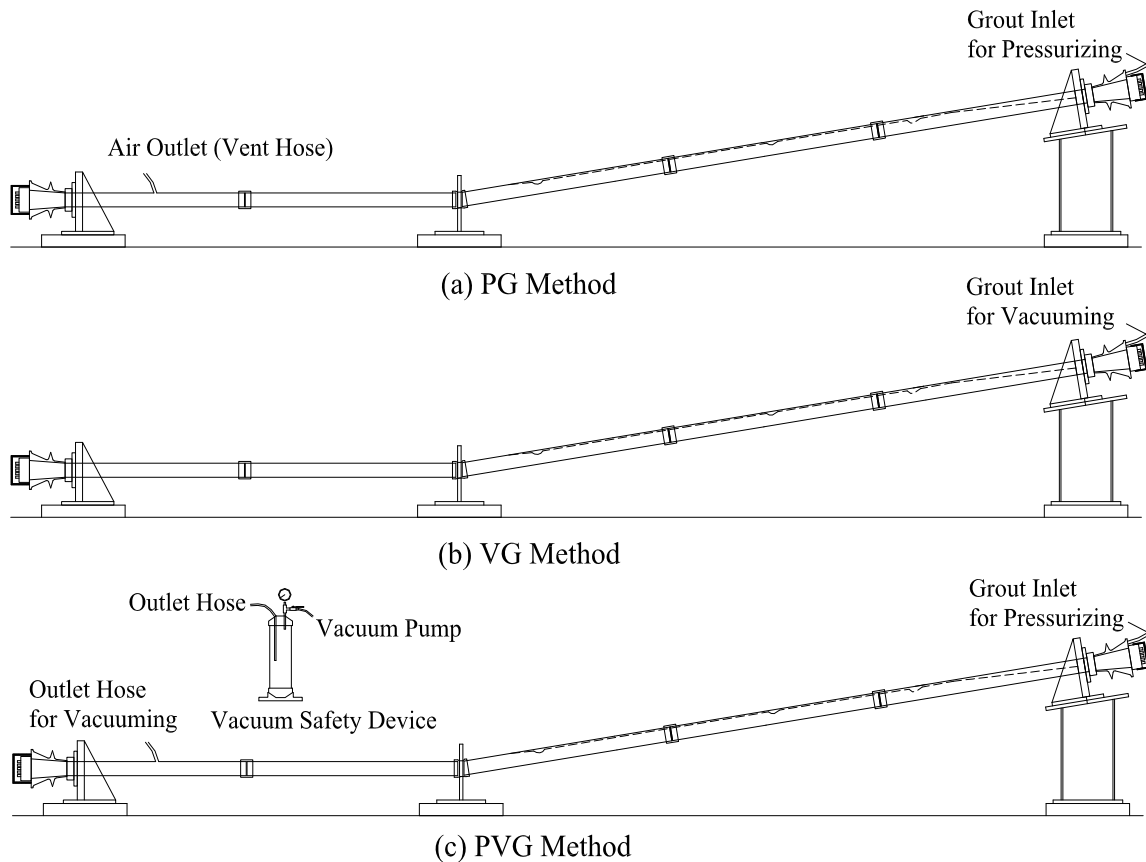 Grout Inlet
for Pressurizing
Air Outlet (Vent Hose)
(a) PG Method
Grout Inlet
for Vacuuming
(b) VG Method
Outlet Hose
Vacuum Pump
Grout Inlet
for Pressurizing
Outlet Hose
for Vacuuming
Vacuum Safety Device
(c) PVG Method